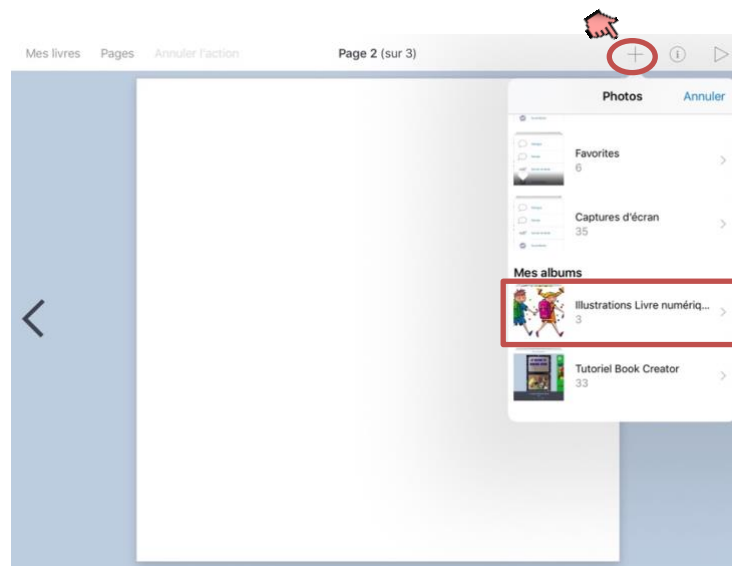 Mes livres Pages Annuler l'action Page 2 (sur 3)
Photos Annuler
Favorites
6
Captures d'écran
35
Mes albums
Illustrations Livre numériq...
3
Tutoriel Book Creator
33